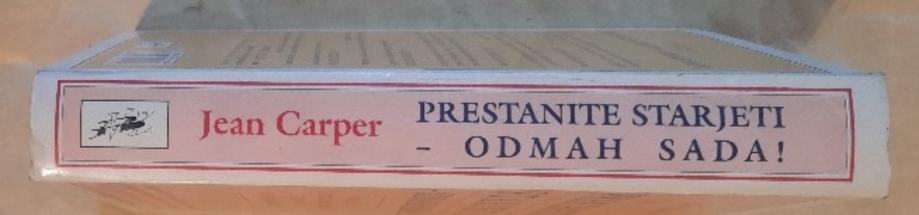 Jean Carper
PRESTANITE STARJETI
– ODMAH SADA!